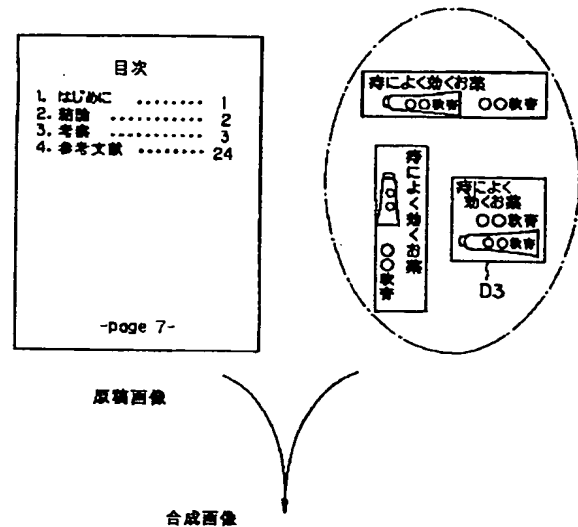 目次
1. はじめに ········ 1
2. 結論 ·········· 2
3. 考察 ·········· 3
4. 参考文献 ········ 24
-page 7-
原稿画像
痔によく効くお薬
○○軟膏 ○○軟膏
痔によく効くお薬
○○
○○軟膏
痔によく
効くお薬
○○軟膏
○○軟膏
D3
合成画像